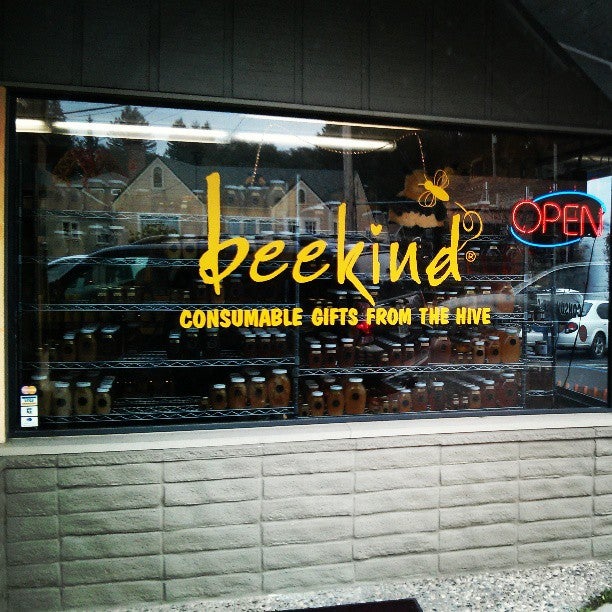 beekind®
OPEN
CONSUMABLE GIFTS FROM THE HIVE